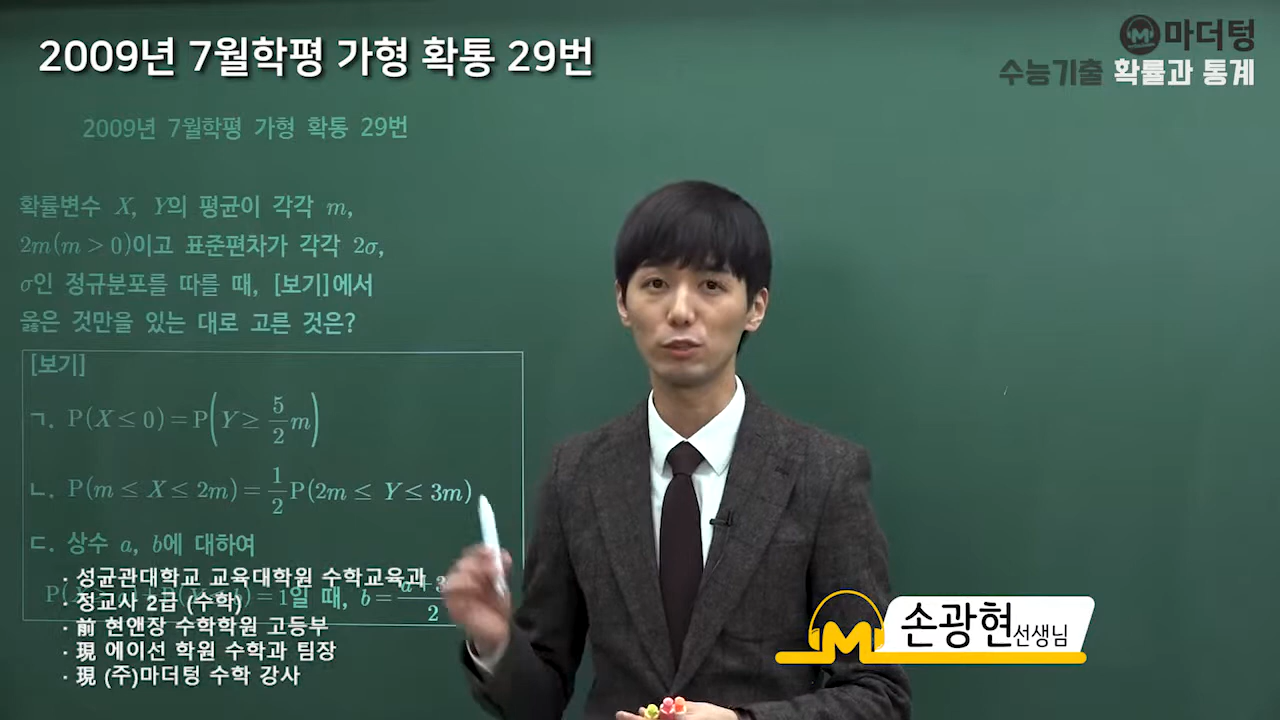 2009년 7월학평 가형 확통 29번
마더텅
수능기출 확률과 통계
2009년 7월학평 가형 확통 29번
확률변수 X, Y의 평균이 각각 m,
2m(m > 0)이고 표준편차가 각각 2σ,
σ인 정규분포를 따를 때, [보기]에서
옳은 것만을 있는 대로 고른 것은?
[보기]
ㄱ. P(X ≤ 0) = P(Y ≥ 5/2 m)
ㄴ. P(m ≤ X ≤ 2m) = 1/2 P(2m ≤ Y ≤ 3m)
ㄷ. 상수 a, b에 대하여
= 1일 때, b =
2
· 성균관대학교 교육대학원 수학교육과
· 정교사 2급 (수학)
· 前 현앤장 수학학원 고등부
· 現 에이선 학원 수학과 팀장
· 現 (주)마더텅 수학 강사
손광현선생님